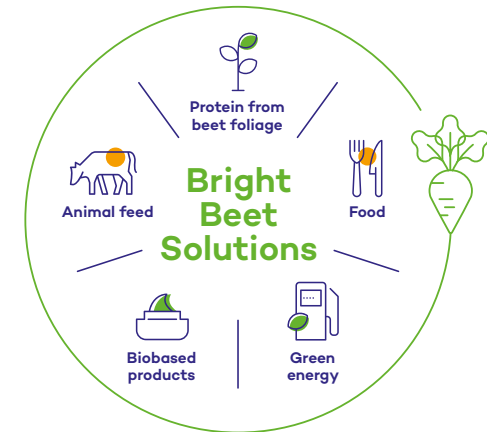 Protein from
beet foliage
Animal feed
Bright
Beet
Solutions
Food
Biobased
products
Green
energy